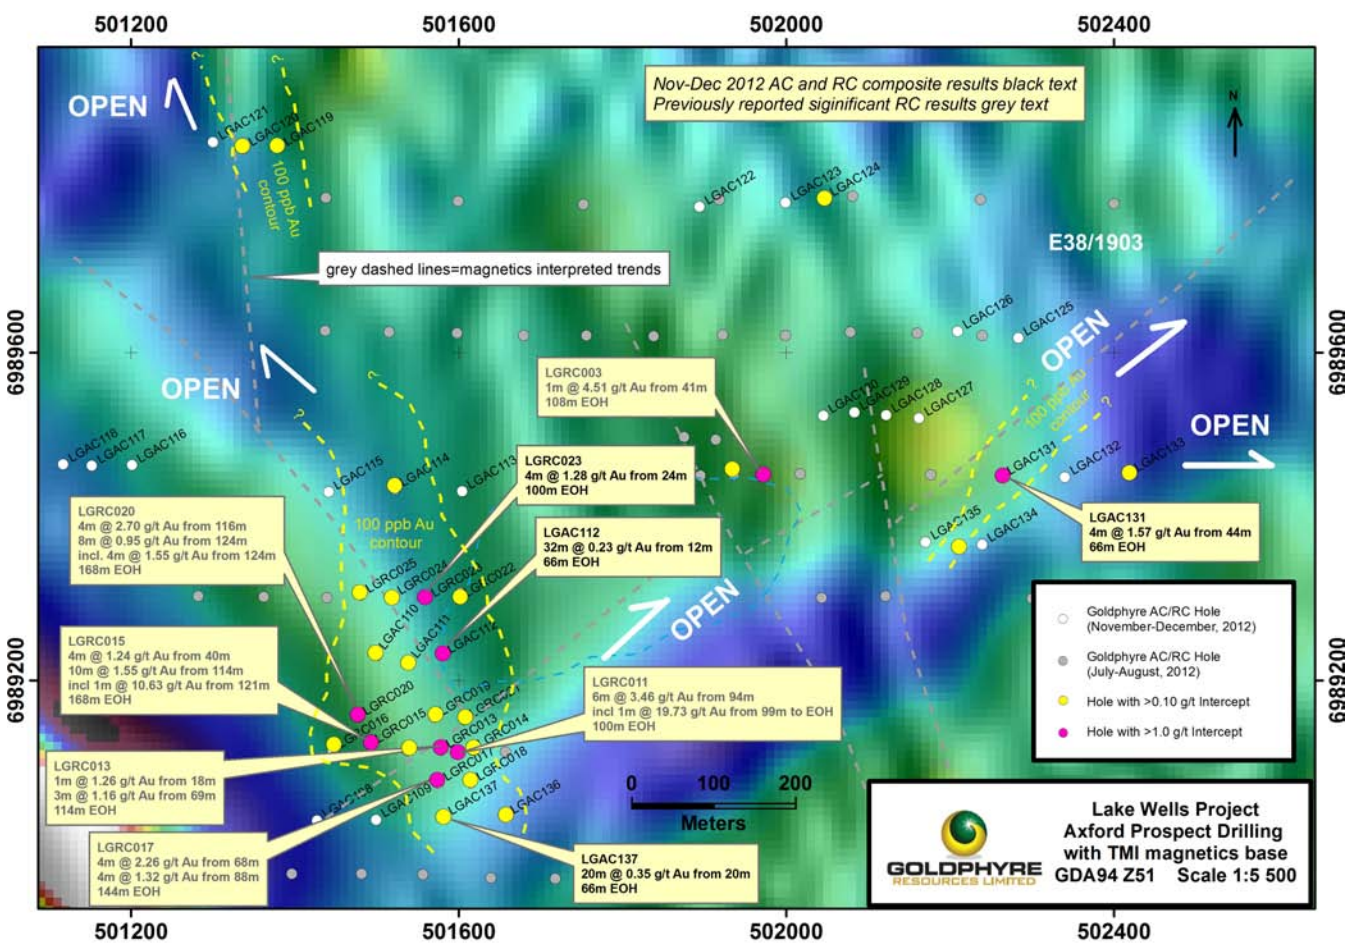 501200
501600
502000
502400
Nov-Dec 2012 AC and RC composite results black text
Previously reported siginificant RC results grey text
N
OPEN
?
?
LGAC121
LGAC120
LGAC119
100 ppb Au
contour
LGAC122
LGAC123
LGAC124
E38/1903
grey dashed lines=magnetics interpreted trends
LGAC126
LGAC125
6989600
6989600
OPEN
OPEN
LGRC003
1m @ 4.51 g/t Au from 41m
108m EOH
?
?
LGAC130
LGAC129
LGAC128
LGAC127
?
100 ppb Au
contour
?
OPEN
LGAC118
LGAC117
LGAC116
LGAC115
LGAC114
LGAC113
LGRC023
4m @ 1.28 g/t Au from 24m
100m EOH
LGAC131
LGAC132
LGAC133
LGRC020
4m @ 2.70 g/t Au from 116m
8m @ 0.95 g/t Au from 124m
incl. 4m @ 1.55 g/t Au from 124m
168m EOH
100 ppb Au
contour
LGAC112
32m @ 0.23 g/t Au from 12m
66m EOH
LGAC135
LGAC134
LGAC131
4m @ 1.57 g/t Au from 44m
66m EOH
LGRC025
LGRC024
LGRC023
LGRC022
LGAC110
LGAC111
LGAC112
OPEN
Goldphyre AC/RC Hole
(November-December, 2012)
Goldphyre AC/RC Hole
(July-August, 2012)
Hole with >0.10 g/t Intercept
Hole with >1.0 g/t Intercept
LGRC015
4m @ 1.24 g/t Au from 40m
10m @ 1.55 g/t Au from 114m
incl 1m @ 10.63 g/t Au from 121m
168m EOH
6989200
6989200
LGRC011
6m @ 3.46 g/t Au from 94m
incl 1m @ 19.73 g/t Au from 99m to EOH
100m EOH
LGRC020
LGRC019
LGRC016
LGRC015
LGRC013
LGRC014
LGRC017
LGRC018
LGRC013
1m @ 1.26 g/t Au from 18m
3m @ 1.16 g/t Au from 69m
114m EOH
LGAC109
LGAC137
LGAC136
0 100 200
Meters
LGRC017
4m @ 2.26 g/t Au from 68m
4m @ 1.32 g/t Au from 88m
144m EOH
LGAC137
20m @ 0.35 g/t Au from 20m
66m EOH
GOLDPHYRE
RESOURCES LIMITED
Lake Wells Project
Axford Prospect Drilling
with TMI magnetics base
GDA94 Z51 Scale 1:5 500
501200
501600
502000
502400